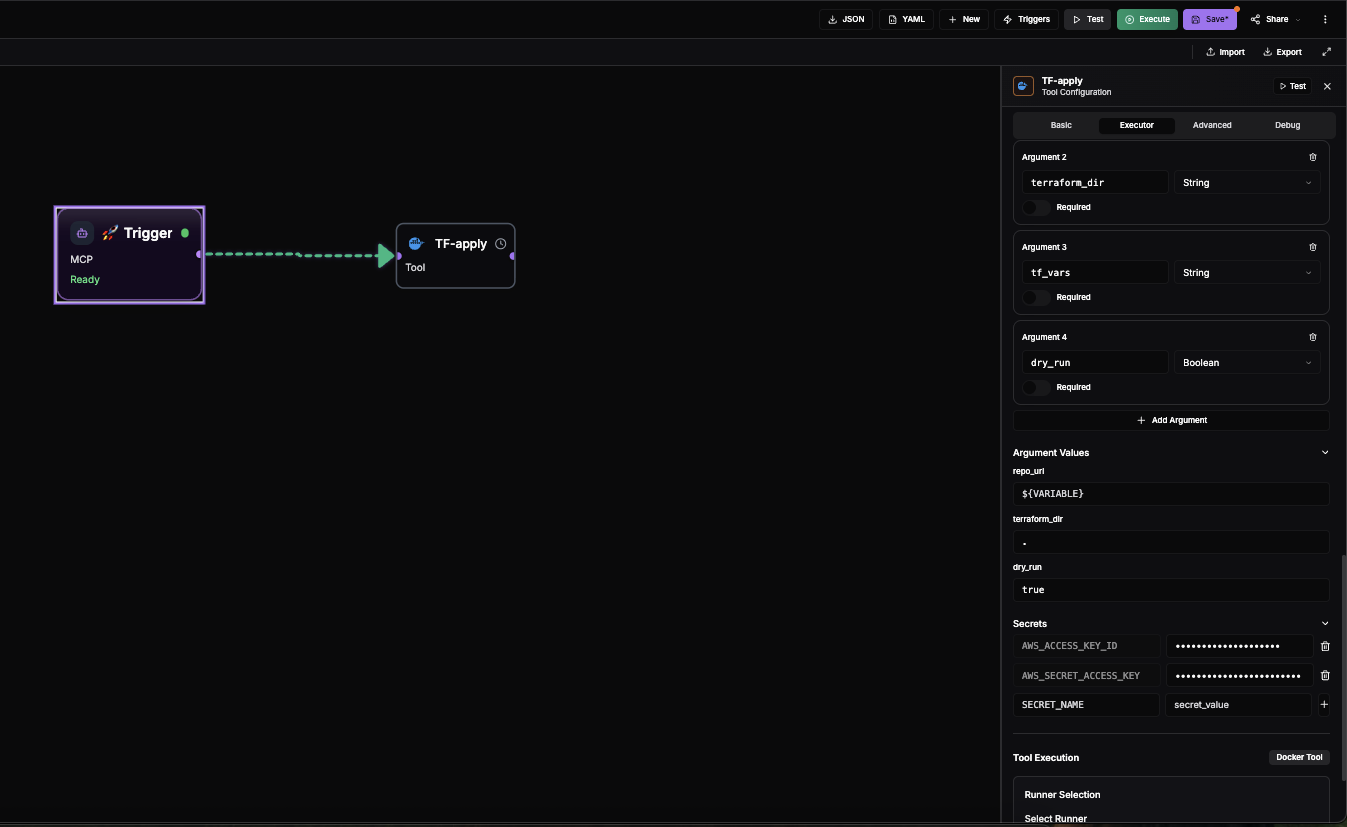 JSON
YAML
New
Triggers
Test
Execute
Save*
Share
Import
Export
TF-apply
Tool Configuration
Test
Basic
Executor
Advanced
Debug
Argument 2
terraform_dir
String
Required
Argument 3
tf_vars
String
Required
Argument 4
dry_run
Boolean
Required
Add Argument
Argument Values
repo_url
${VARIABLE}
terraform_dir
.
dry_run
true
Secrets
AWS_ACCESS_KEY_ID
••••••••••••••••••••
AWS_SECRET_ACCESS_KEY
••••••••••••••••••••••••
SECRET_NAME
secret_value
Tool Execution
Docker Tool
Runner Selection
Select Runner
🚀 Trigger
MCP
Ready
TF-apply
Tool